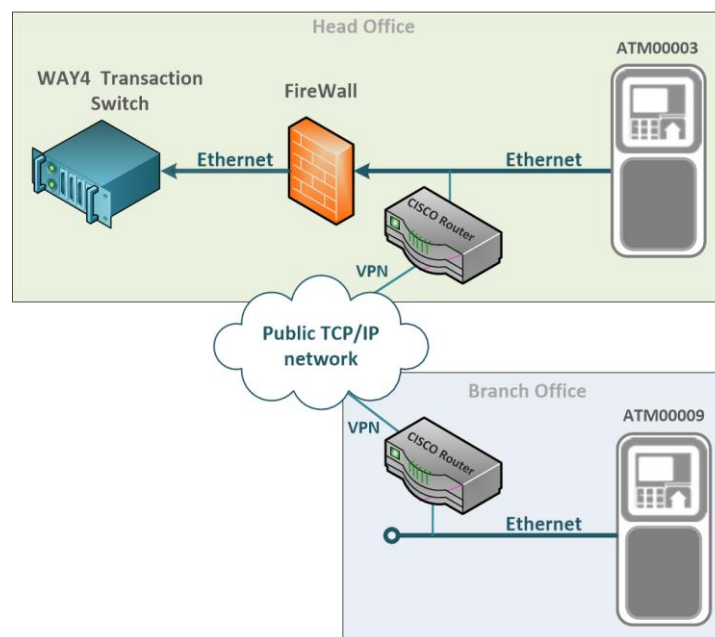 Head Office
ATM00003
WAY4 Transaction
Switch
FireWall
Ethernet
Ethernet
CISCO Router
VPN
Public TCP/IP
network
Branch Office
ATM00009
VPN
CISCO Router
Ethernet